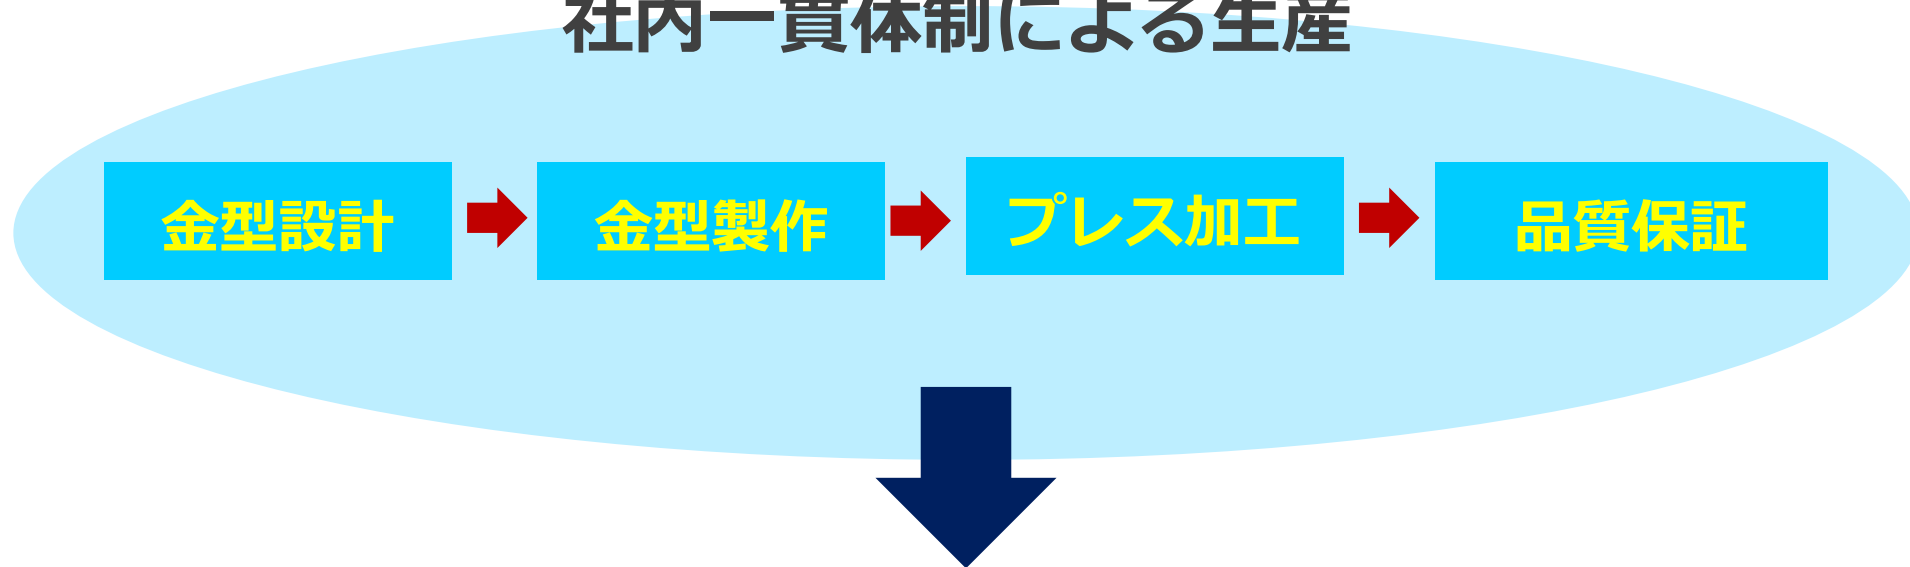 社内一貫体制による生産
金型設計
金型製作
プレス加工
品質保証